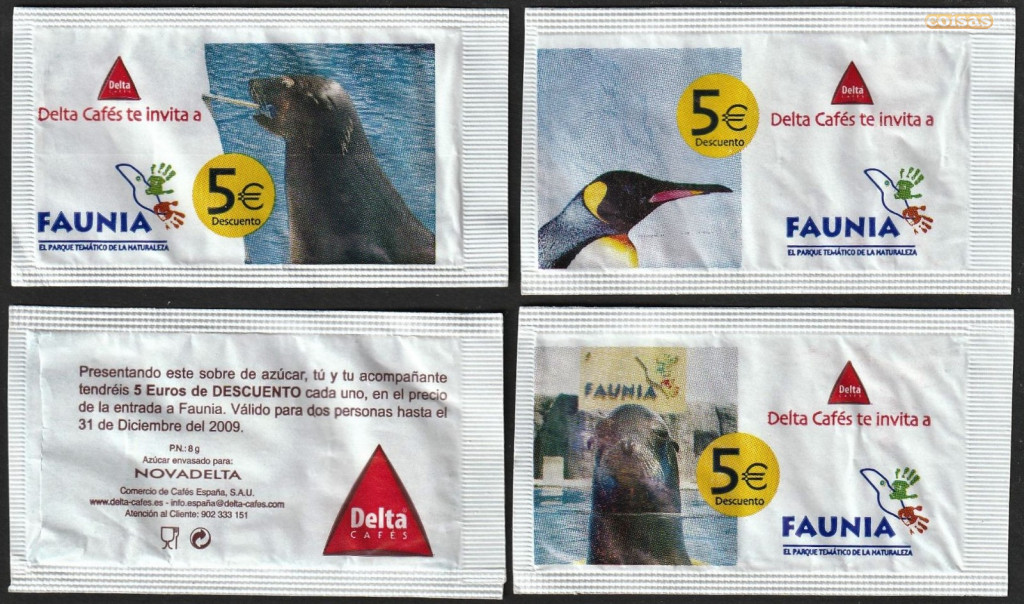 Delta
CAFÉS
Delta Cafés te invita a
5€
Descuento
FAUNIA
EL PARQUE TEMÁTICO DE LA NATURALEZA
coisas
5€
Descuento
Delta
CAFÉS
Delta Cafés te invita a
FAUNIA
EL PARQUE TEMÁTICO DE LA NATURALEZA
Presentando este sobre de azúcar, tú y tu acompañante
tendréis 5 Euros de DESCUENTO cada uno, en el precio
de la entrada a Faunia. Válido para dos personas hasta el
31 de Diciembre del 2009.
P.N.: 8 g
Azúcar envasado para:
NOVADELTA
Comercio de Cafés España, S.A.U.
www.delta-cafes.es - info.españa@delta-cafes.com
Atención al Cliente: 902 333 151
Delta
CAFÉS
FAUNIA
5€
Descuento
Delta
CAFÉS
Delta Cafés te invita a
FAUNIA
EL PARQUE TEMÁTICO DE LA NATURALEZA